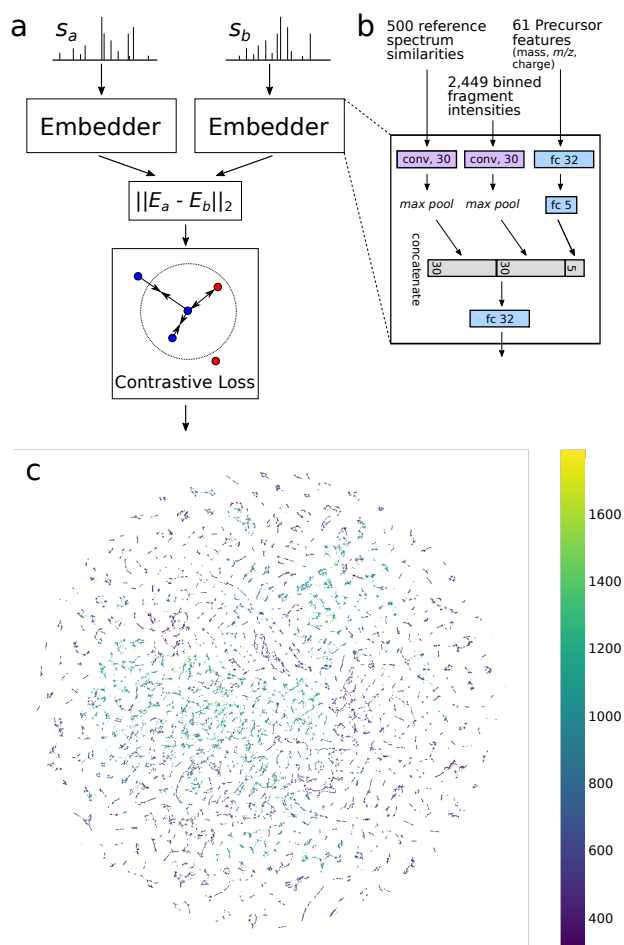 a
s_a
s_b
Embedder
Embedder
||E_a - E_b||_2
Contrastive Loss
b
500 reference
spectrum
similarities
61 Precursor
features
(mass, m/z,
charge)
2,449 binned
fragment
intensities
conv, 30
conv, 30
fc 32
max pool
max pool
fc 5
concatenate
30
30
5
fc 32
c
1600
1400
1200
1000
800
600
400